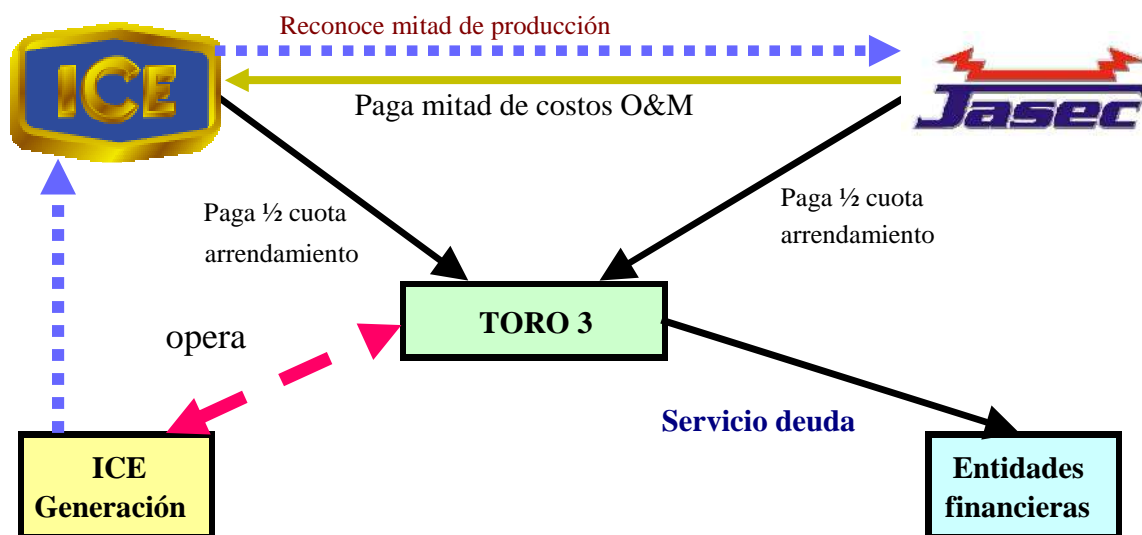 Reconoce mitad de producción
ICE
Jasec
Paga mitad de costos O&M
Paga ½ cuota
arrendamiento
Paga ½ cuota
arrendamiento
TORO 3
opera
Servicio deuda
ICE
Generación
Entidades
financieras